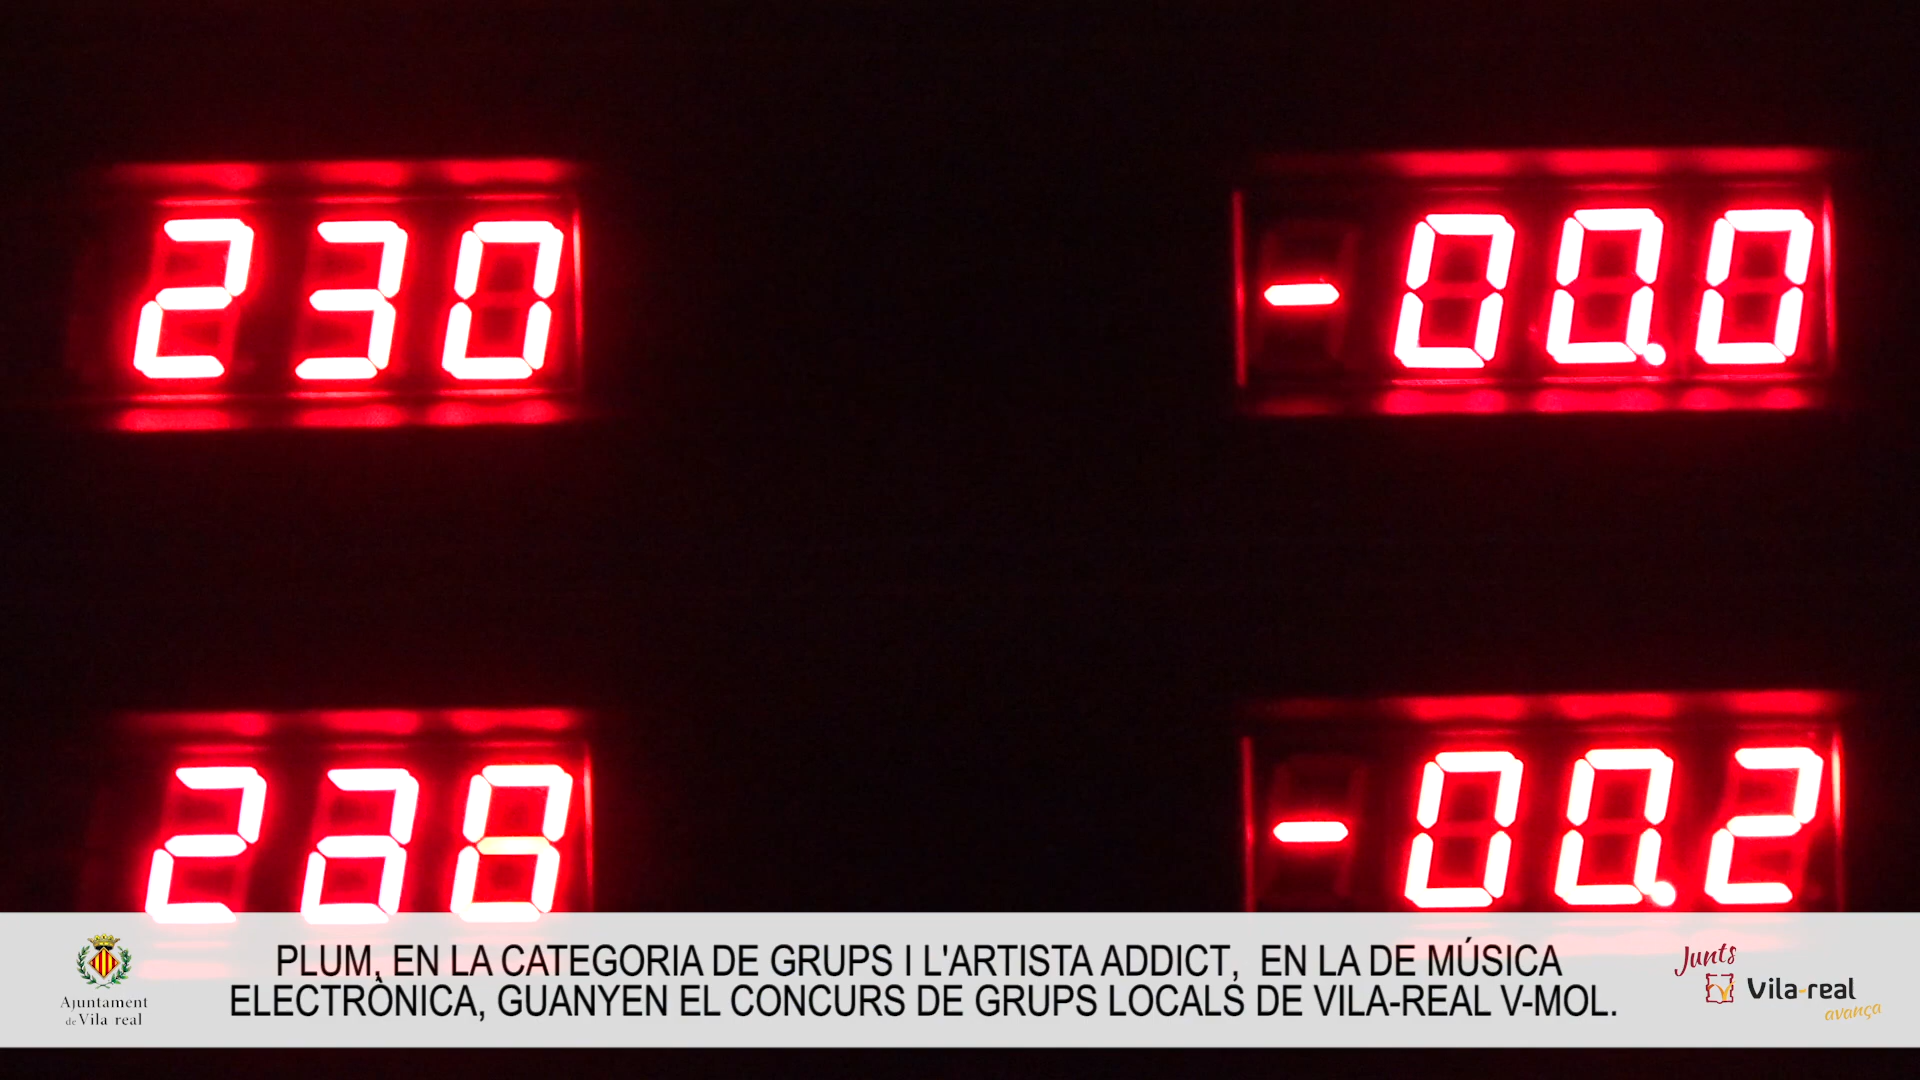 230
-00.0
-00.2
PLUM, EN LA CATEGORIA DE GRUPS I L'ARTISTA ADDICT,  EN LA DE MÚSICA
ELECTRÒNICA, GUANYEN EL CONCURS DE GRUPS LOCALS DE VILA-REAL V-MOL.
Ajuntament
de Vila-real
Junts
Vila-real
avança